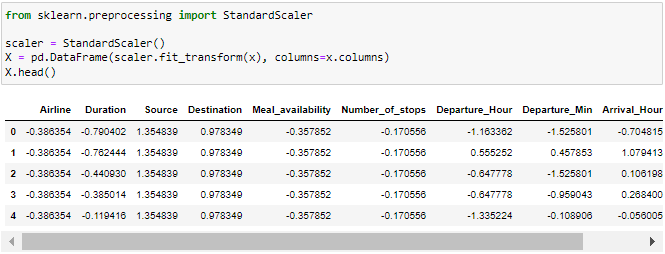 from sklearn.preprocessing import StandardScaler
scaler = StandardScaler()
X = pd.DataFrame(scaler.fit_transform(x), columns=x.columns)
X.head()
Airline Duration Source Destination Meal_availability Number_of_stops Departure_Hour Departure_Min Arrival_Hour
0 -0.386354 -0.790402 1.354839 0.978349 -0.357852 -0.170556 -1.163362 -1.525801 -0.704815
1 -0.386354 -0.762444 1.354839 0.978349 -0.357852 -0.170556 0.555252 0.457853 1.079413
2 -0.386354 -0.440930 1.354839 0.978349 -0.357852 -0.170556 -0.647778 -1.525801 0.106198
3 -0.386354 -0.385014 1.354839 0.978349 -0.357852 -0.170556 -0.647778 -0.959043 0.268400
4 -0.386354 -0.119416 1.354839 0.978349 -0.357852 -0.170556 -1.335224 -0.108906 -0.056005